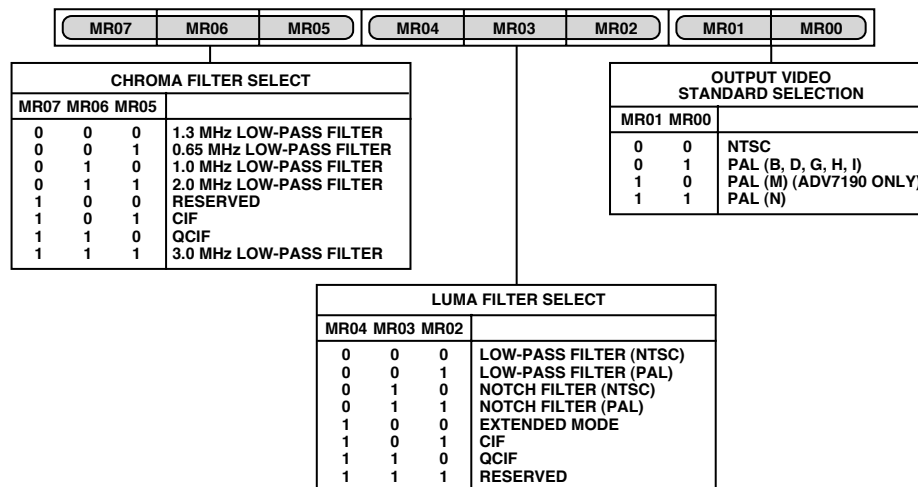 MR07 MR06 MR05 MR04 MR03 MR02 MR01 MR00
CHROMA FILTER SELECT
MR07 MR06 MR05
0 0 0 1.3 MHz LOW-PASS FILTER
0 0 1 0.65 MHz LOW-PASS FILTER
0 1 0 1.0 MHz LOW-PASS FILTER
0 1 1 2.0 MHz LOW-PASS FILTER
1 0 0 RESERVED
1 0 1 CIF
1 1 0 QCIF
1 1 1 3.0 MHz LOW-PASS FILTER
OUTPUT VIDEO
STANDARD SELECTION
MR01 MR00
0 0 NTSC
0 1 PAL (B, D, G, H, I)
1 0 PAL (M) (ADV7190 ONLY)
1 1 PAL (N)
LUMA FILTER SELECT
MR04 MR03 MR02
0 0 0 LOW-PASS FILTER (NTSC)
0 0 1 LOW-PASS FILTER (PAL)
0 1 0 NOTCH FILTER (NTSC)
0 1 1 NOTCH FILTER (PAL)
1 0 0 EXTENDED MODE
1 0 1 CIF
1 1 0 QCIF
1 1 1 RESERVED